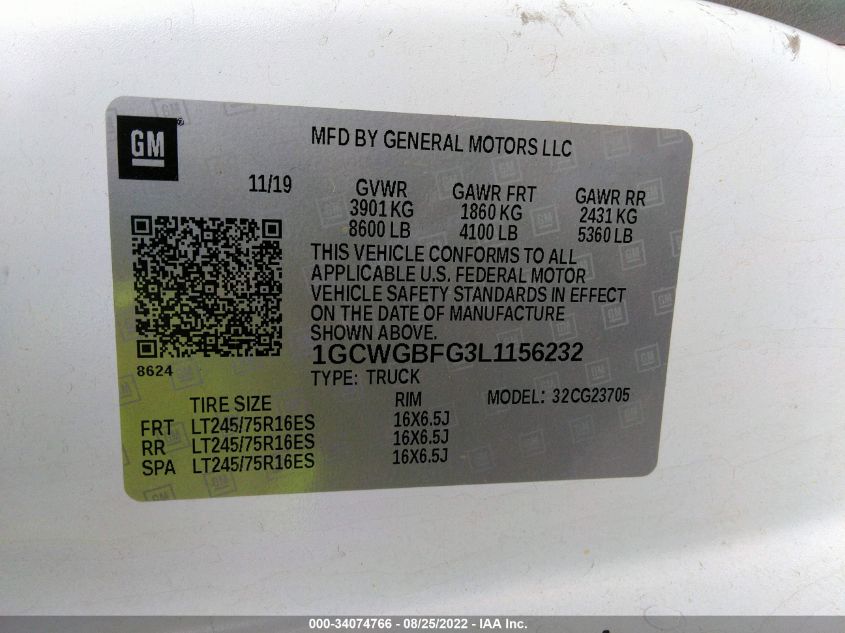 GM
MFD BY GENERAL MOTORS LLC
11/19 GVWR GAWR FRT GAWR RR
3901 KG 1860 KG 2431 KG
8600 LB 4100 LB 5360 LB
THIS VEHICLE CONFORMS TO ALL
APPLICABLE U.S. FEDERAL MOTOR
VEHICLE SAFETY STANDARDS IN EFFECT
ON THE DATE OF MANUFACTURE
SHOWN ABOVE.
1GCWGBFG3L1156232
8624
TYPE: TRUCK MODEL: 32CG23705
TIRE SIZE RIM
FRT LT245/75R16ES 16X6.5J
RR LT245/75R16ES 16X6.5J
SPA LT245/75R16ES 16X6.5J
000-34074766 - 08/25/2022 - IAA Inc.